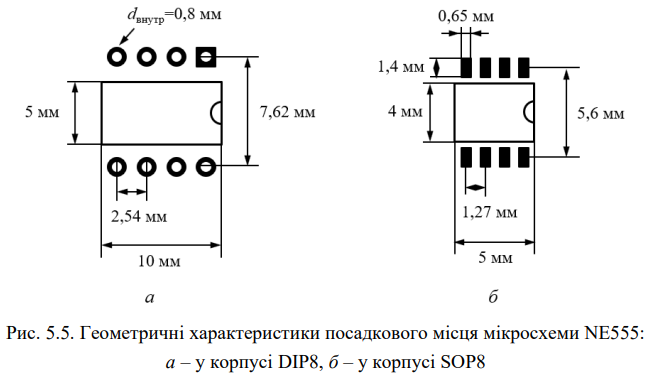 dвнутр=0,8 мм
0,65 мм
1,4 мм
5 мм
7,62 мм
4 мм
5,6 мм
2,54 мм
1,27 мм
10 мм
5 мм
а
б
Рис. 5.5. Геометричні характеристики посадкового місця мікросхеми NE555:
а – у корпусі DIP8, б – у корпусі SOP8